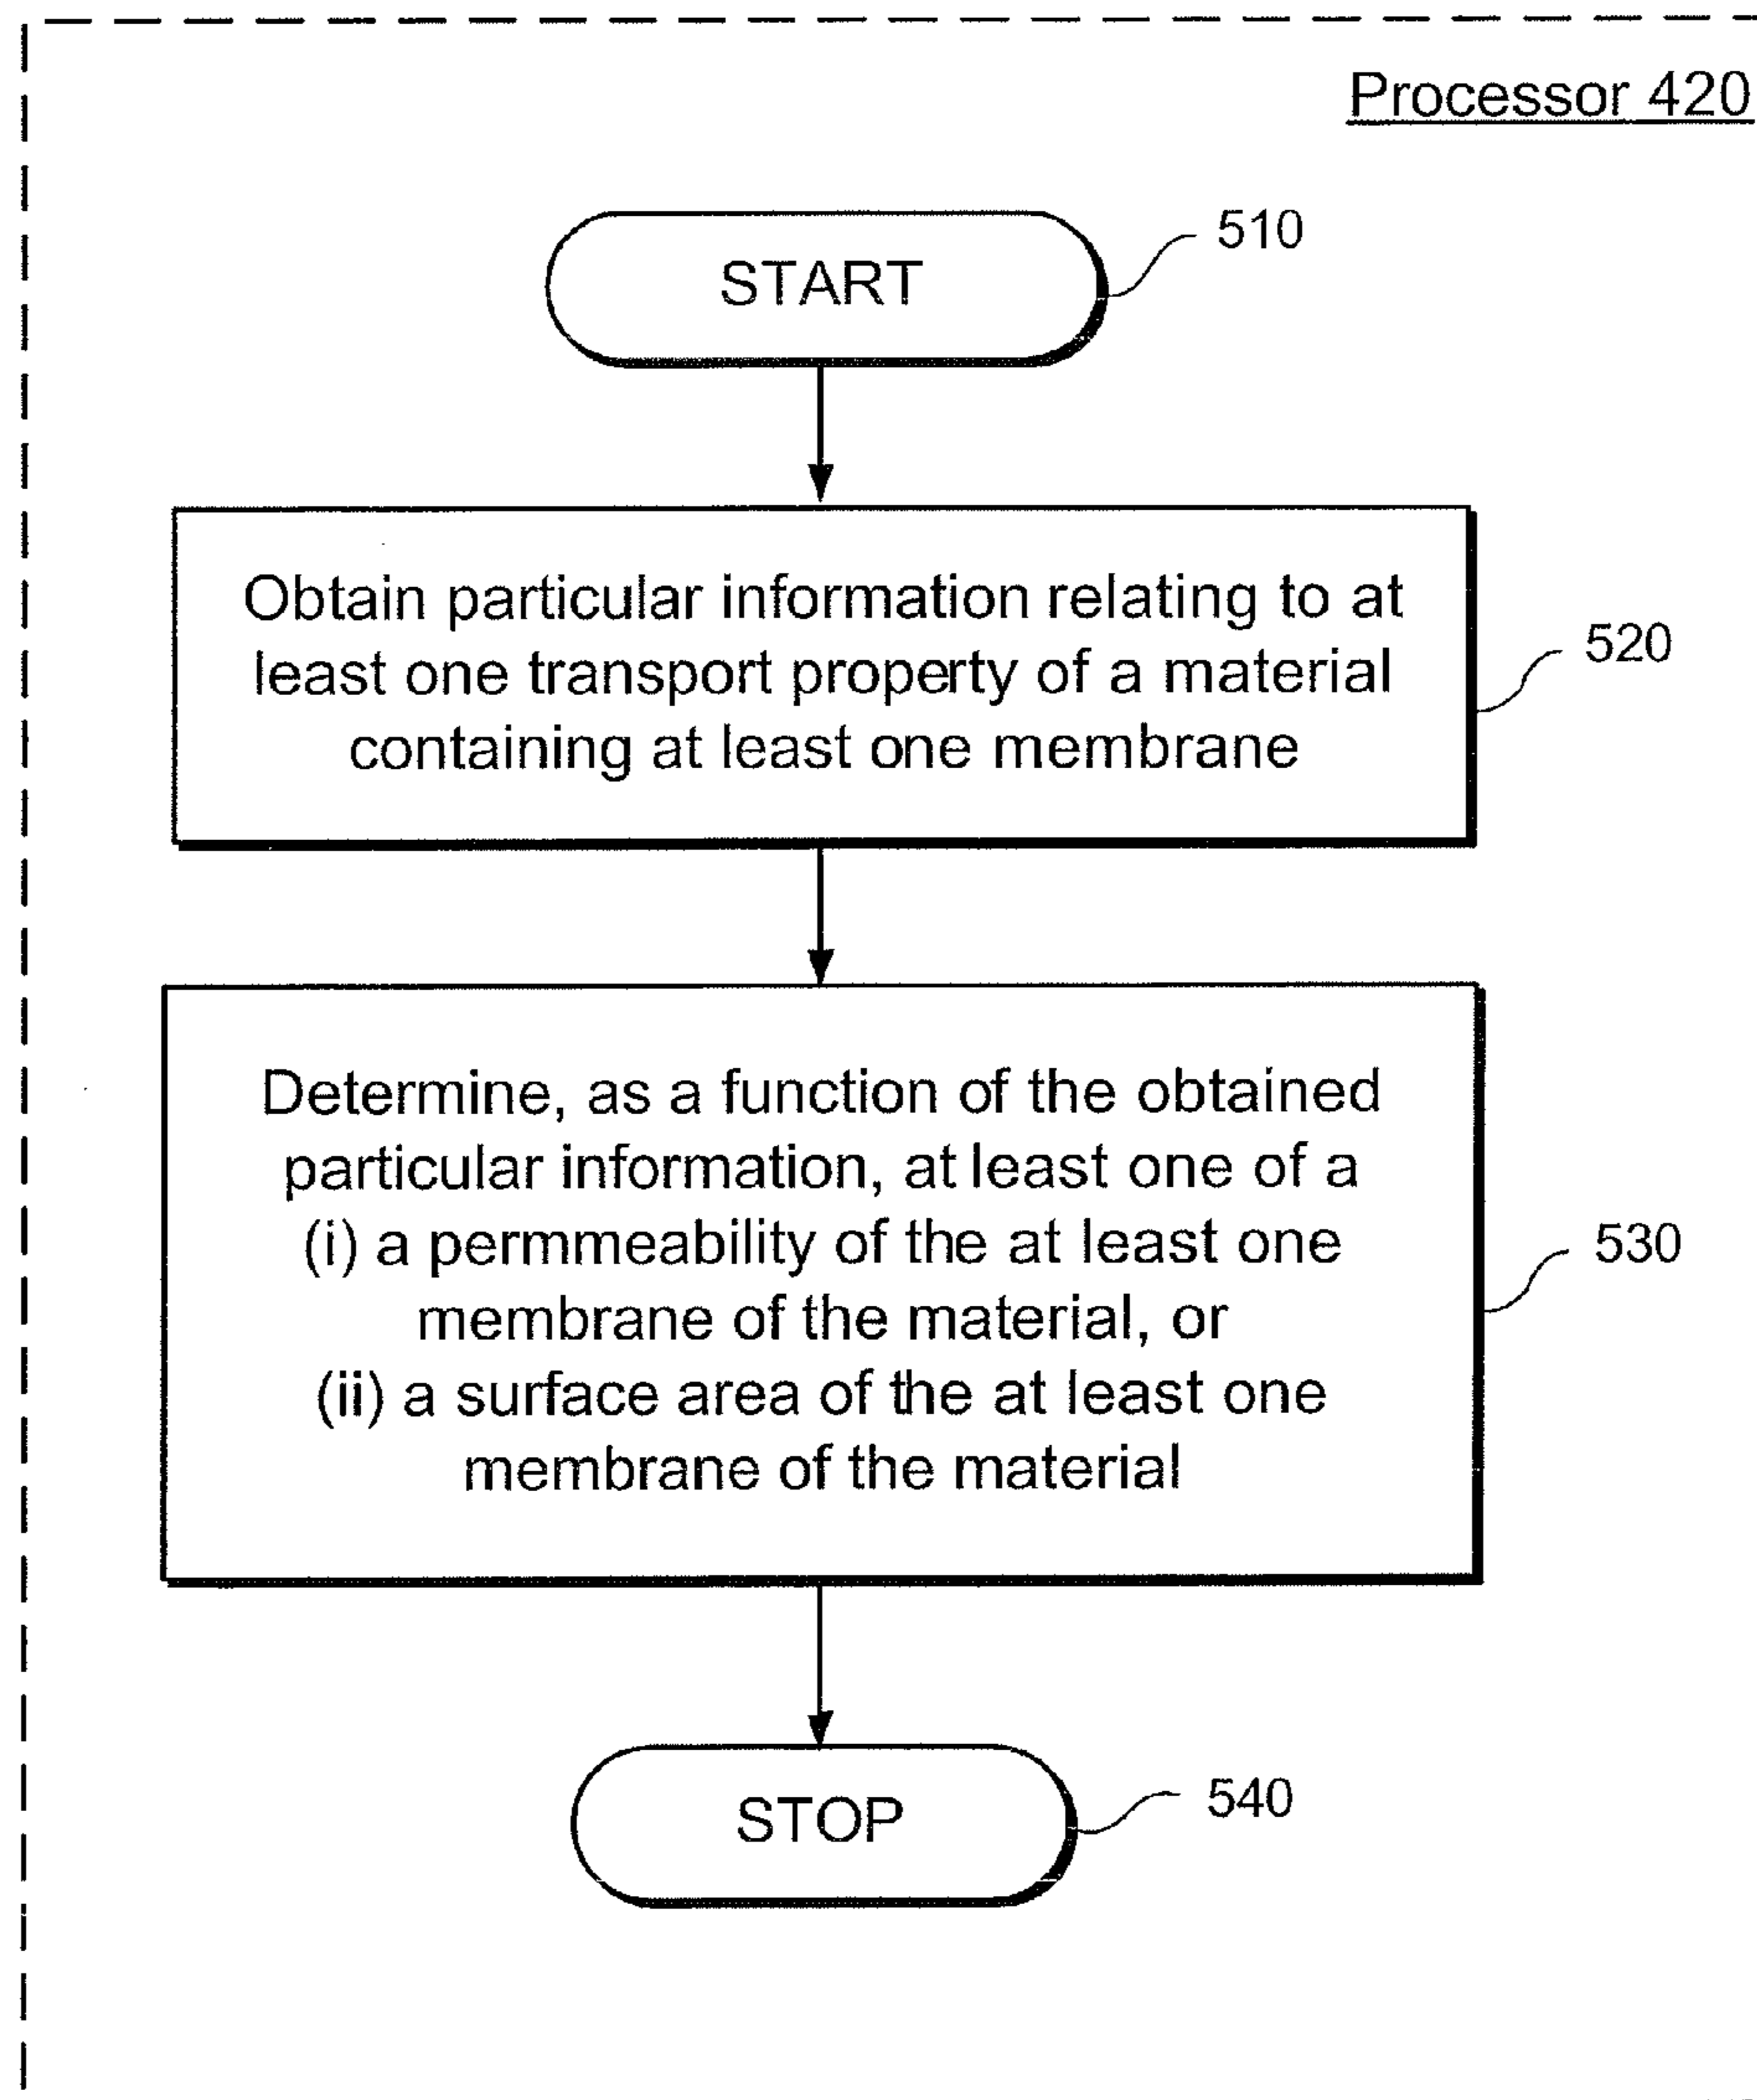 Processor 420
START
510
Obtain particular information relating to at
least one transport property of a material
containing at least one membrane
520
Determine, as a function of the obtained
particular information, at least one of a
(i) a permmeability of the at least one
membrane of the material, or
(ii) a surface area of the at least one
membrane of the material
530
STOP
540